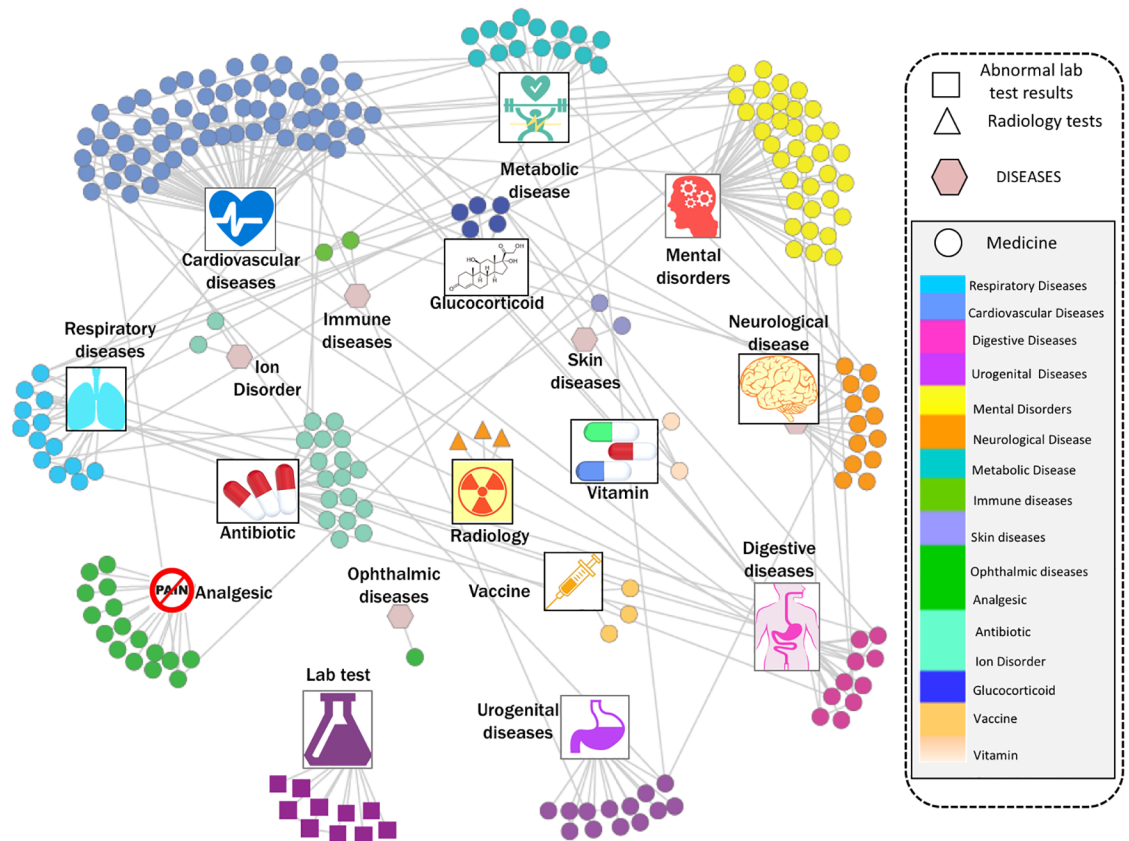 Metabolic
disease
Cardiovascular
diseases
Mental
disorders
Glucocorticoid
O
OH
HO
OH
H
H
H
O
Immune
diseases
Respiratory
diseases
Ion
Disorder
Skin
diseases
Neurological
disease
Antibiotic
Radiology
Vitamin
PAIN
Analgesic
Ophthalmic
diseases
Vaccine
Digestive
diseases
Lab test
Urogenital
diseases
Abnormal lab
test results
Radiology tests
DISEASES
Medicine
Respiratory Diseases
Cardiovascular Diseases
Digestive Diseases
Urogenital Diseases
Mental Disorders
Neurological Disease
Metabolic Disease
Immune diseases
Skin diseases
Ophthalmic diseases
Analgesic
Antibiotic
Ion Disorder
Glucocorticoid
Vaccine
Vitamin